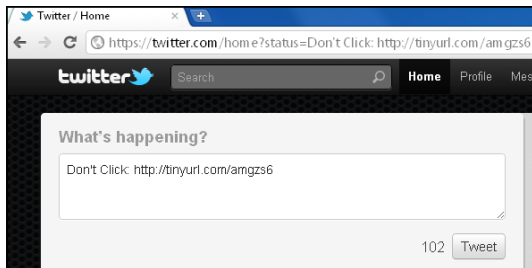 Twitter / Home
https://twitter.com/home?status=Don't Click: http://tinyurl.com/amgzs6
twitter Search Home Profile Mes
What's happening?
Don't Click: http://tinyurl.com/amgzs6
102 Tweet